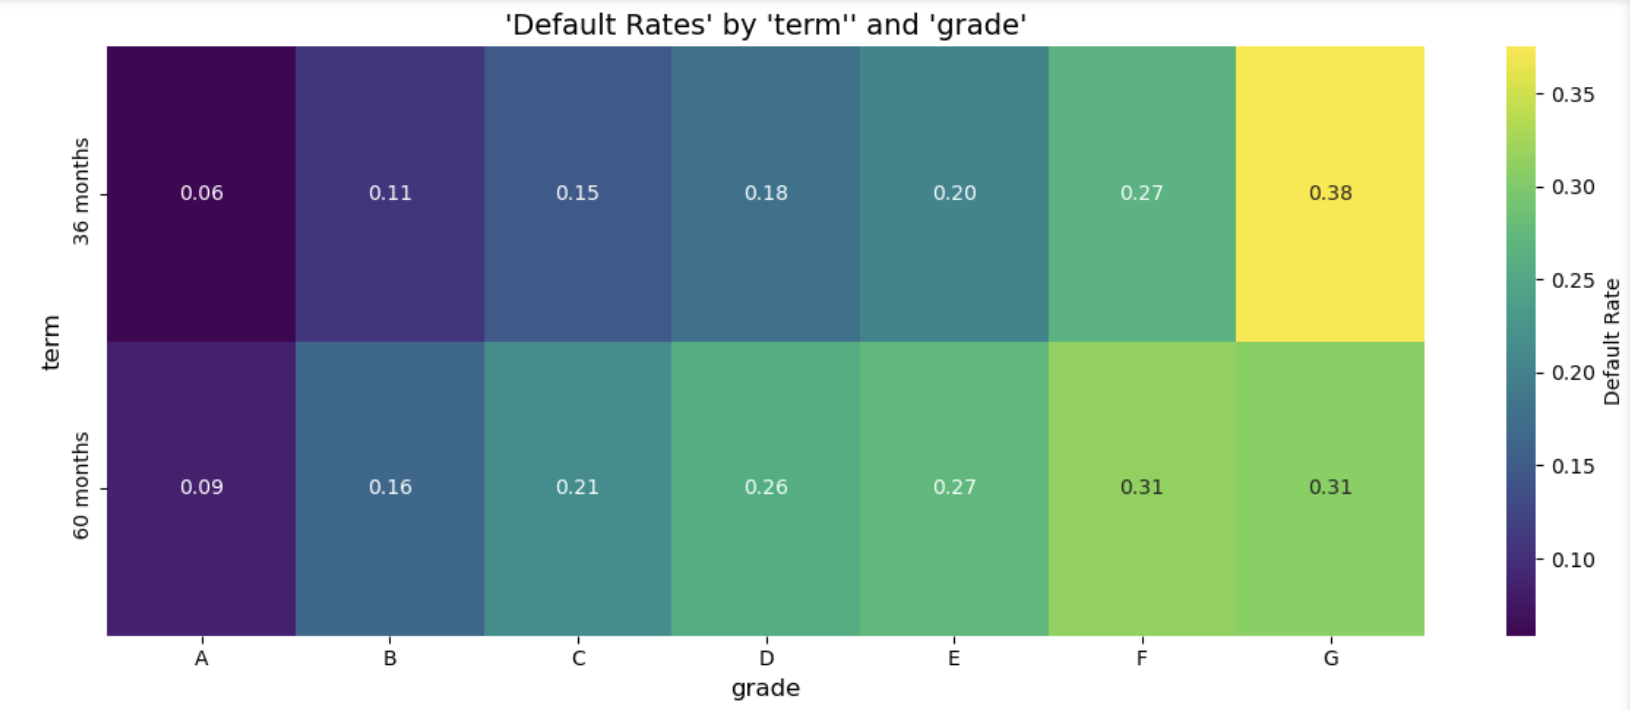 'Default Rates' by 'term'' and 'grade'
36 months
0.06 0.11 0.15 0.18 0.20 0.27 0.38
term
60 months
0.09 0.16 0.21 0.26 0.27 0.31 0.31
A B C D E F G
grade
0.35
0.30
0.25
0.20
0.15
0.10
Default Rate